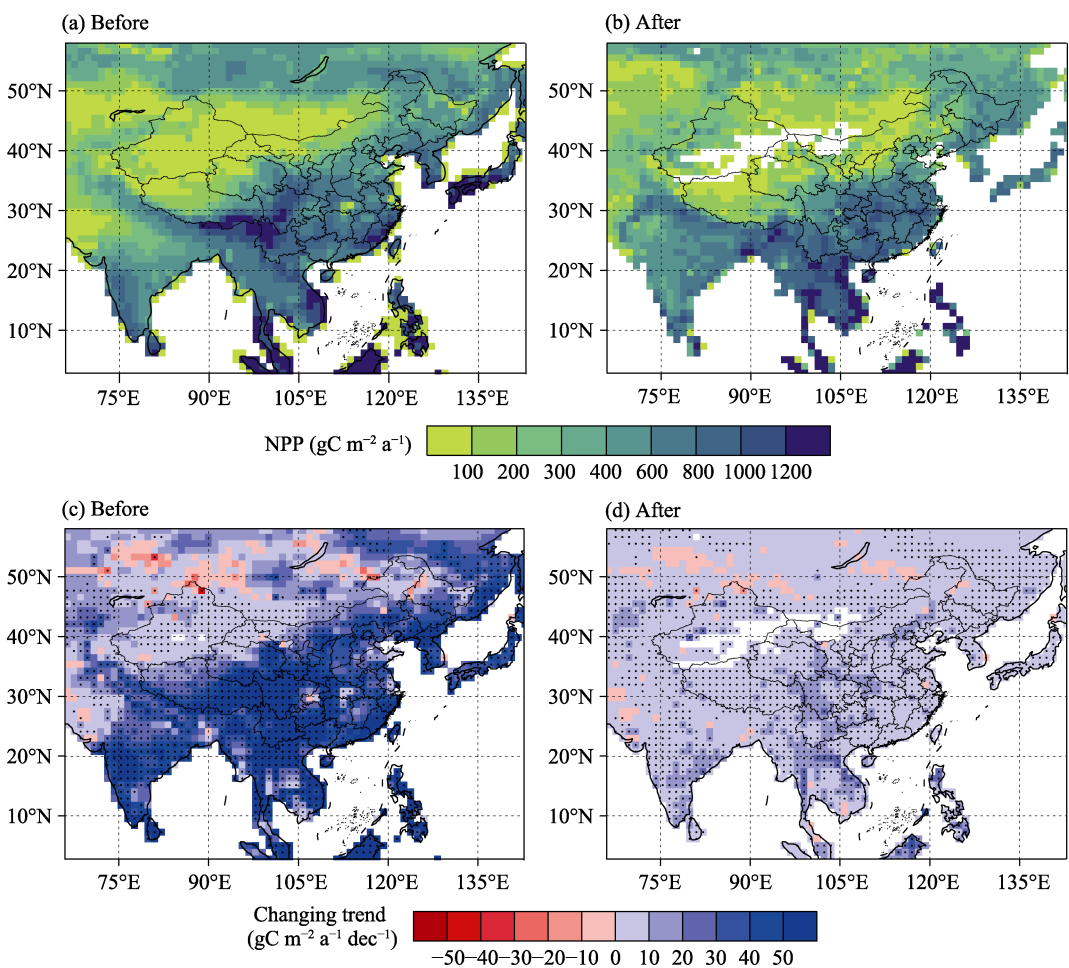 (a) Before
(b) After
50°N
40°N
30°N
20°N
10°N
50°N
40°N
30°N
20°N
10°N
75°E 90°E 105°E 120°E 135°E
75°E 90°E 105°E 120°E 135°E
NPP (gC m⁻² a⁻¹)
100 200 300 400 600 800 1000 1200
(c) Before
(d) After
50°N
40°N
30°N
20°N
10°N
50°N
40°N
30°N
20°N
10°N
75°E 90°E 105°E 120°E 135°E
75°E 90°E 105°E 120°E 135°E
Changing trend
(gC m⁻² a⁻¹ dec⁻¹)
−50−40−30−20−10 0 10 20 30 40 50